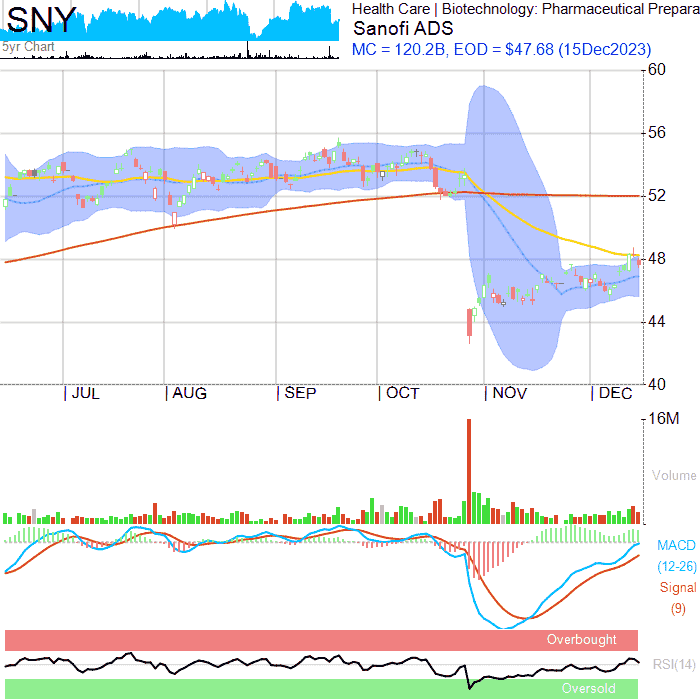 SNY
Health Care | Biotechnology: Pharmaceutical Prepara
Sanofi ADS
5yr Chart
MC = 120.2B, EOD = $47.68 (15Dec2023)
60
56
52
48
44
40
JUL
AUG
SEP
OCT
NOV
DEC
16M
Volume
MACD
(12-26)
Signal
(9)
Overbought
RSI(14)
Oversold